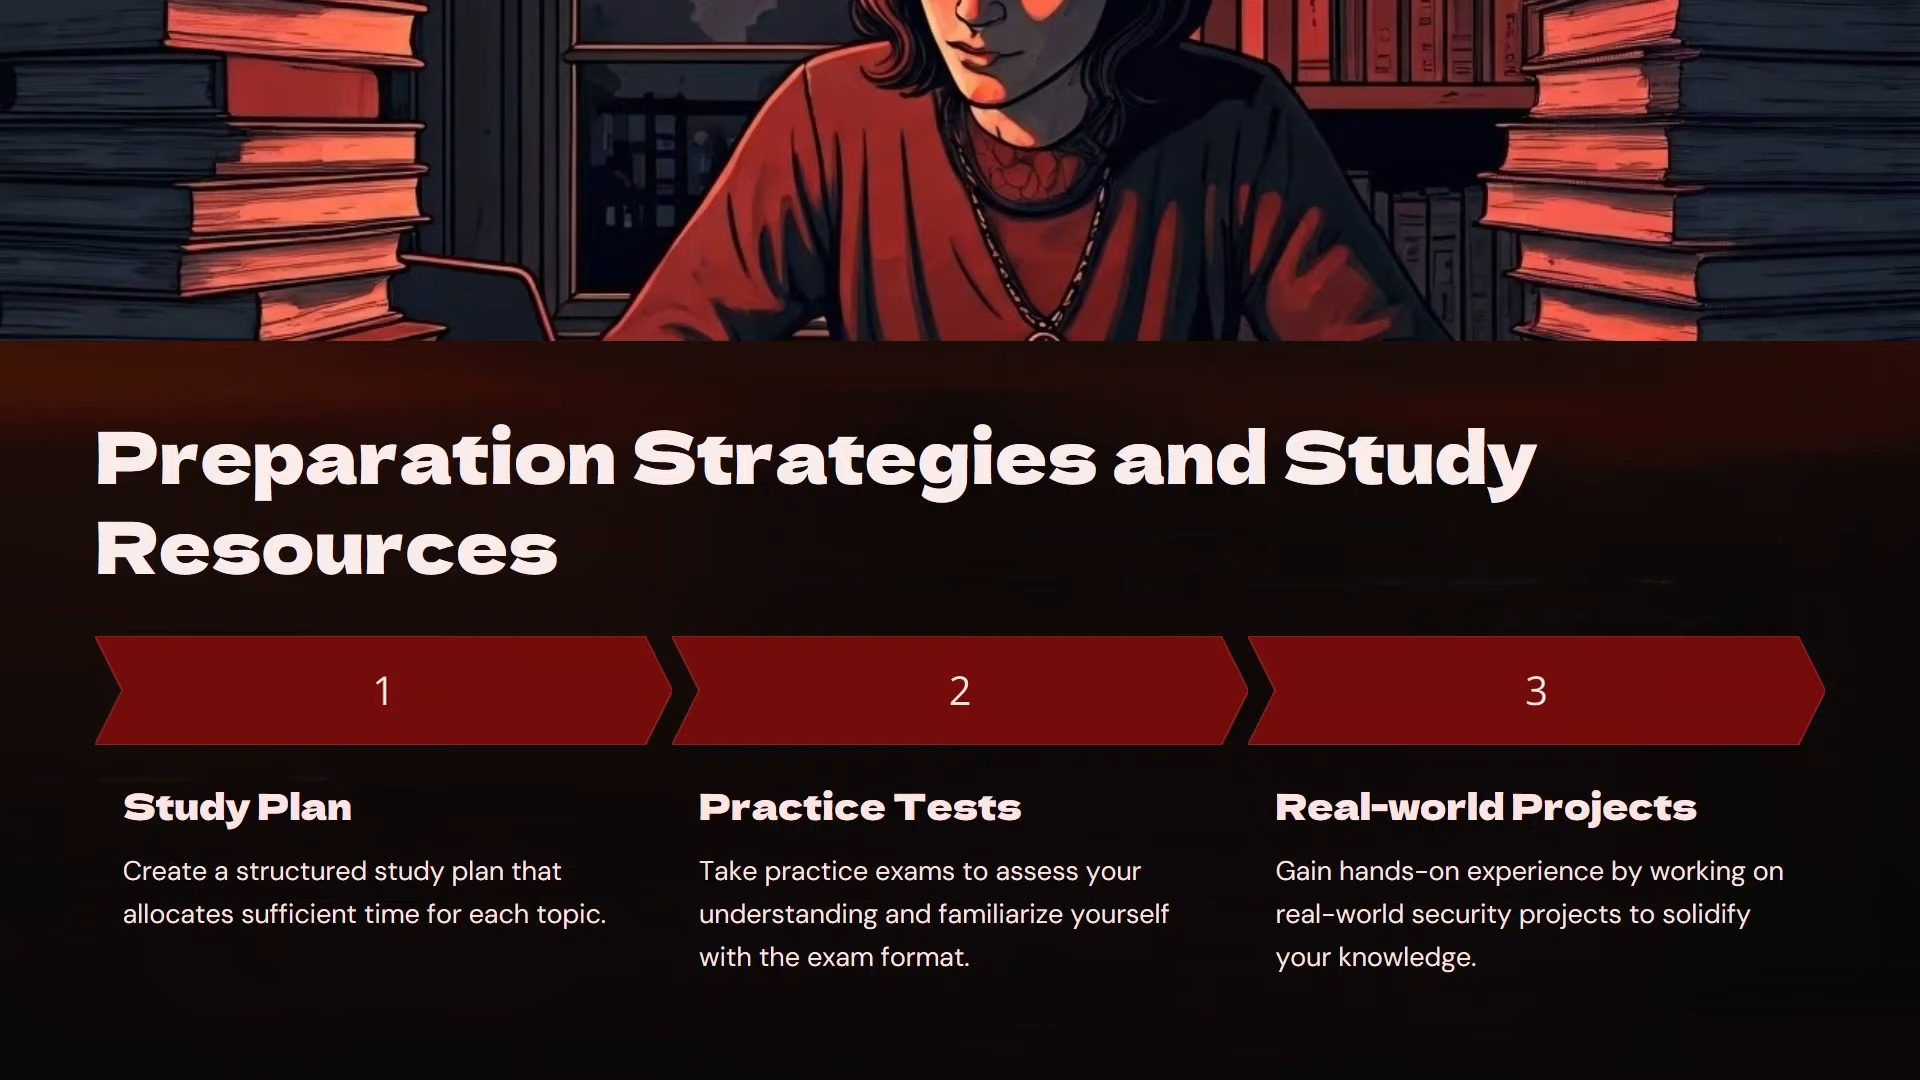 Preparation Strategies and Study
Resources
1
2
3
Study Plan
Create a structured study plan that
allocates sufficient time for each topic.
Practice Tests
Take practice exams to assess your
understanding and familiarize yourself
with the exam format.
Real-world Projects
Gain hands-on experience by working on
real-world security projects to solidify
your knowledge.